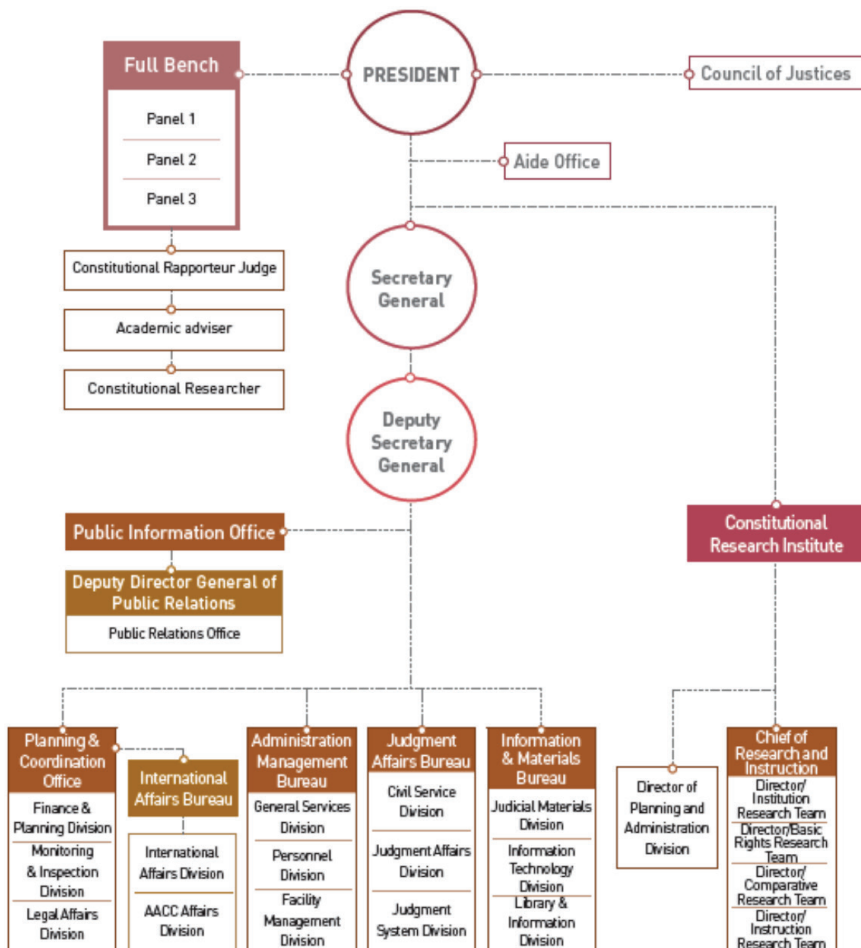 Full Bench
Panel 1
Panel 2
Panel 3
PRESIDENT
Council of Justices
Aide Office
Constitutional Rapporteur Judge
Academic adviser
Constitutional Researcher
Secretary
General
Deputy
Secretary
General
Public Information Office
Deputy Director General of
Public Relations
Public Relations Office
Constitutional
Research Institute
Planning &
Coordination
Office
Finance &
Planning Division
Monitoring
& Inspection
Division
Legal Affairs
Division
International
Affairs Bureau
International
Affairs Division
AACC Affairs
Division
Administration
Management
Bureau
General Services
Division
Personnel
Division
Facility
Management
Division
Judgment
Affairs Bureau
Civil Service
Division
Judgment Affairs
Division
Judgment
System Division
Information
& Materials
Bureau
Judicial Materials
Division
Information
Technology
Division
Library &
Information
Division
Director of
Planning and
Administration
Division
Chief of
Research and
Instruction
Director/
Institution
Research Team
Director/Basic
Rights Research
Team
Director/
Comparative
Research Team
Director/
Instruction
Research Team